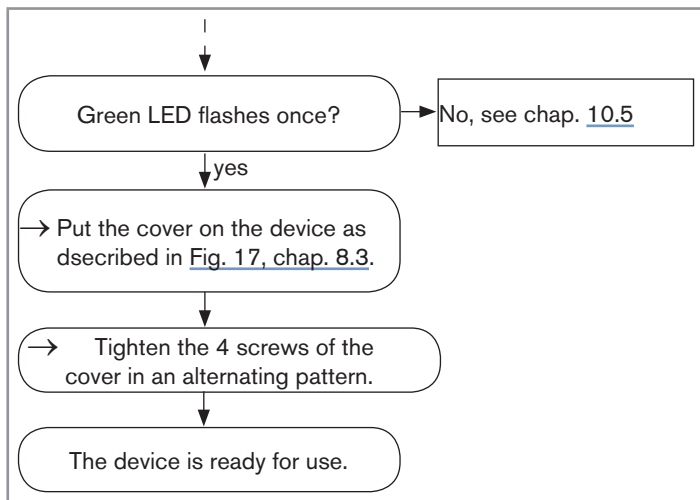 Green LED flashes once?
No, see chap. 10.5
yes
→ Put the cover on the device as
dsecribed in Fig. 17, chap. 8.3.
→ Tighten the 4 screws of the
cover in an alternating pattern.
The device is ready for use.